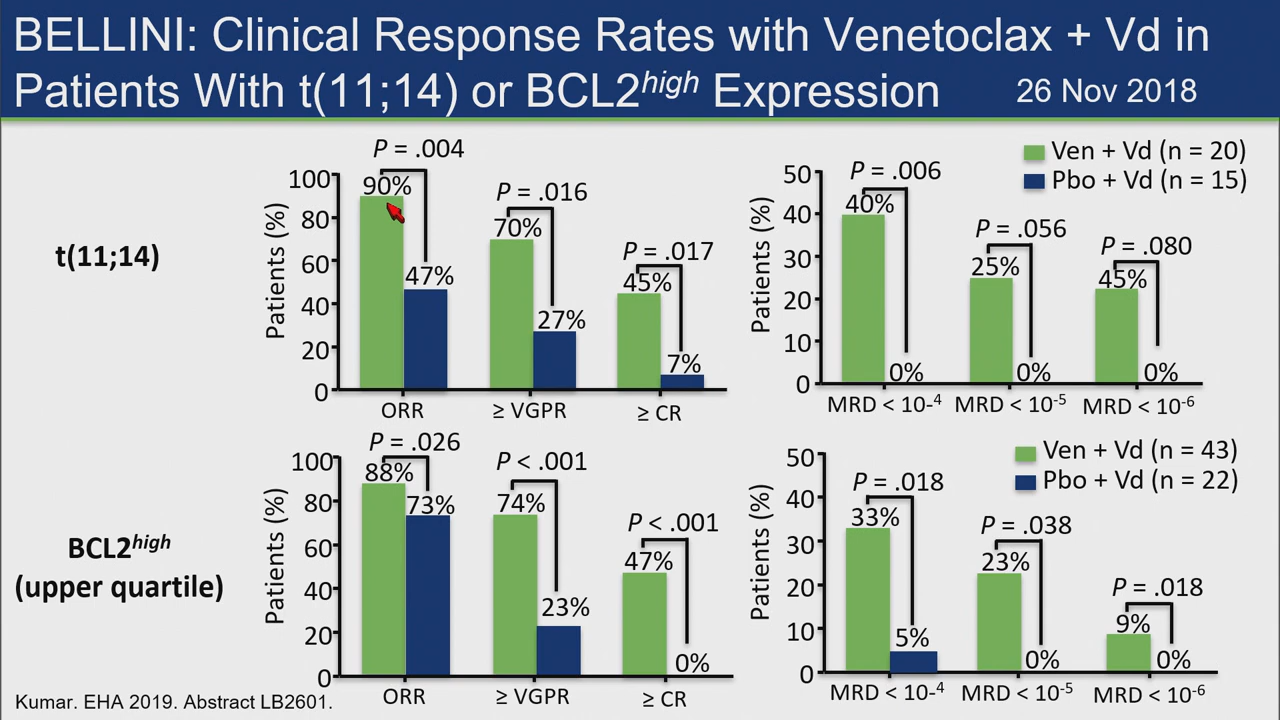 BELLINI: Clinical Response Rates with Venetoclax + Vd in
Patients With t(11;14) or BCL2high Expression
26 Nov 2018
t(11;14)
Patients (%)
100
80
60
40
20
0
P = .004
90%
47%
ORR
P = .016
70%
27%
≥ VGPR
P = .017
45%
7%
≥ CR
Ven + Vd (n = 20)
Pbo + Vd (n = 15)
Patients (%)
50
40
30
20
10
0
P = .006
40%
0%
MRD < 10-4
P = .056
25%
0%
MRD < 10-5
P = .080
45%
0%
MRD < 10-6
BCL2high
(upper quartile)
Patients (%)
100
80
60
40
20
0
P = .026
88%
73%
ORR
P < .001
74%
23%
≥ VGPR
P < .001
47%
0%
≥ CR
Ven + Vd (n = 43)
Pbo + Vd (n = 22)
Patients (%)
50
40
30
20
10
0
P = .018
33%
5%
MRD < 10-4
P = .038
23%
0%
MRD < 10-5
P = .018
9%
0%
MRD < 10-6
Kumar. EHA 2019. Abstract LB2601.